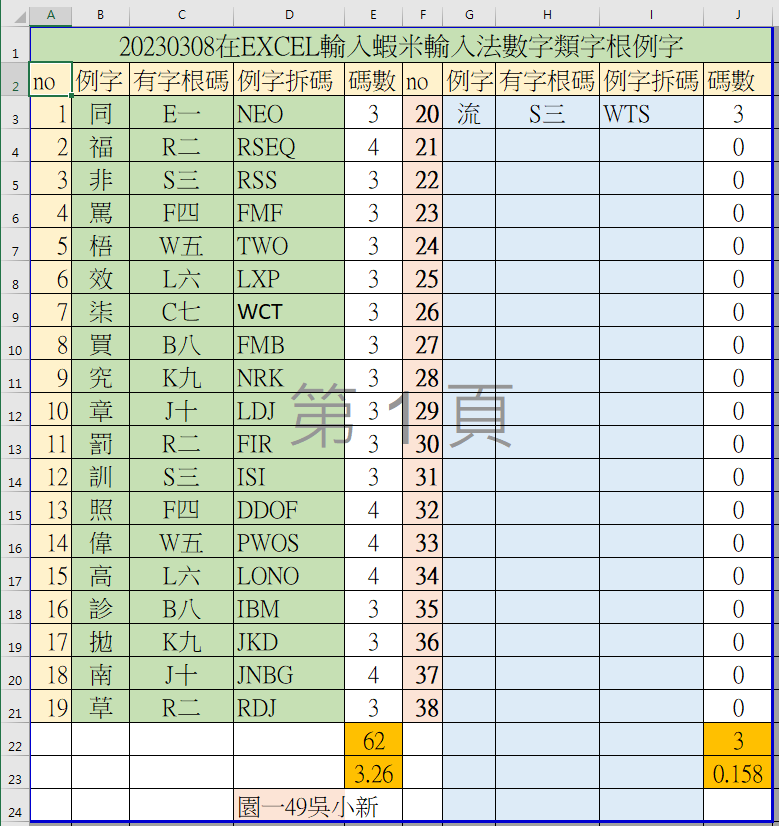 A B C D E F G H I J
1 20230308在EXCEL輸入蝦米輸入法數字類字根例字
2 no 例字 有字根碼 例字拆碼 碼數 no 例字 有字根碼 例字拆碼 碼數
3 1 同 E一 NEO 3 20 流 S三 WTS 3
4 2 福 R二 RSEQ 4 21 0
5 3 非 S三 RSS 3 22 0
6 4 罵 F四 FMF 3 23 0
7 5 梧 W五 TWO 3 24 0
8 6 效 L六 LXP 3 25 0
9 7 柒 C七 WCT 3 26 0
10 8 買 B八 FMB 3 27 0
11 9 究 K九 NRK 3 28 0
12 10 章 J十 LDJ 3 29 0
第 1 頁
13 11 罰 R二 FIR 3 30 0
14 12 訓 S三 ISI 3 31 0
15 13 照 F四 DDOF 4 32 0
16 14 偉 W五 PWOS 4 33 0
17 15 高 L六 LONO 4 34 0
18 16 診 B八 IBM 3 35 0
19 17 拋 K九 JKD 3 36 0
20 18 南 J十 JNBG 4 37 0
21 19 草 R二 RDJ 3 38 0
22 62 3
23 3.26 0.158
24 園一49吳小新